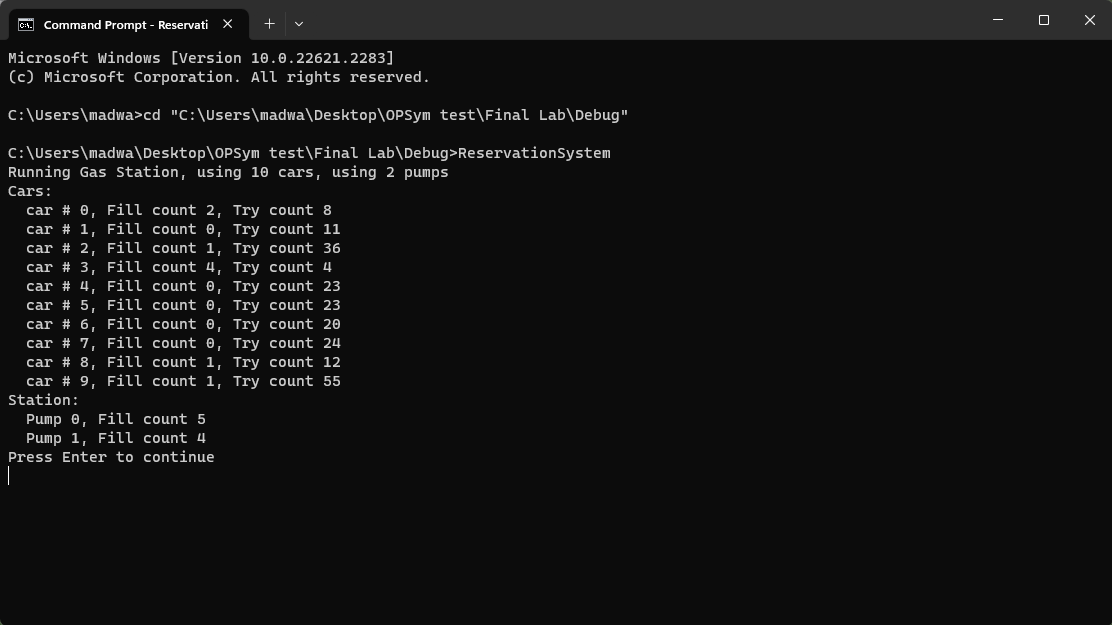 Command Prompt - Reservati
Microsoft Windows [Version 10.0.22621.2283]
(c) Microsoft Corporation. All rights reserved.
C:\Users\madwa>cd "C:\Users\madwa\Desktop\OPSym test\Final Lab\Debug"
C:\Users\madwa\Desktop\OPSym test\Final Lab\Debug>ReservationSystem
Running Gas Station, using 10 cars, using 2 pumps
Cars:
  car # 0, Fill count 2, Try count 8
  car # 1, Fill count 0, Try count 11
  car # 2, Fill count 1, Try count 36
  car # 3, Fill count 4, Try count 4
  car # 4, Fill count 0, Try count 23
  car # 5, Fill count 0, Try count 23
  car # 6, Fill count 0, Try count 20
  car # 7, Fill count 0, Try count 24
  car # 8, Fill count 1, Try count 12
  car # 9, Fill count 1, Try count 55
Station:
  Pump 0, Fill count 5
  Pump 1, Fill count 4
Press Enter to continue